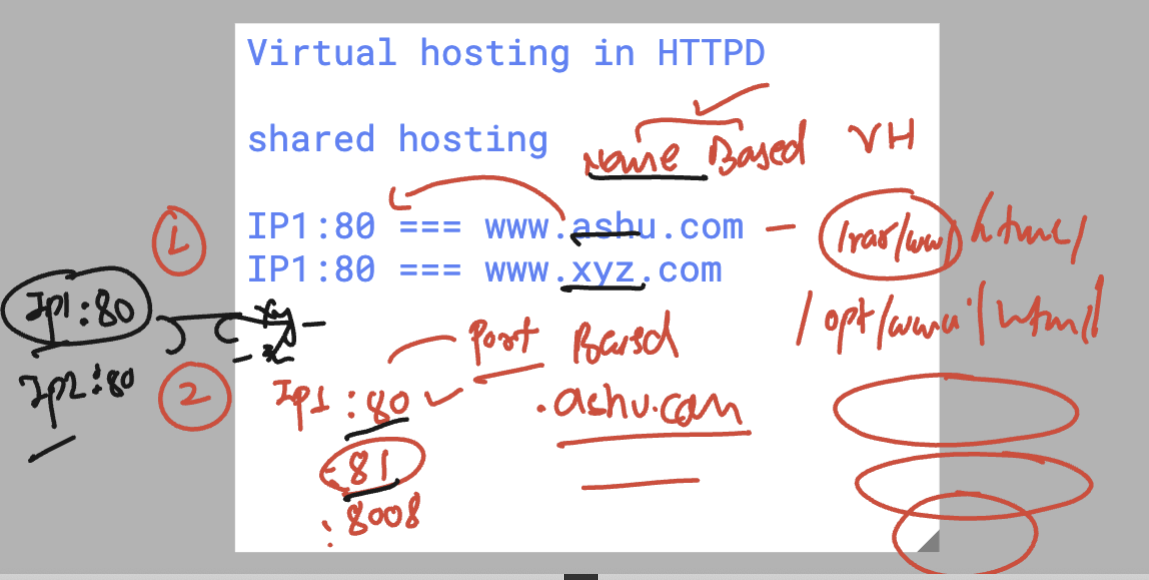 Virtual hosting in HTTPD
shared hosting
Name Based VH
1
IP1:80 === www.ashu.com - /var/www/html/
IP1:80 === www.xyz.com
Ip1:80
/opt/www/html/
Port Based
Ip2:80
2
Ip1 :80
.ashu.com
:81
:8008